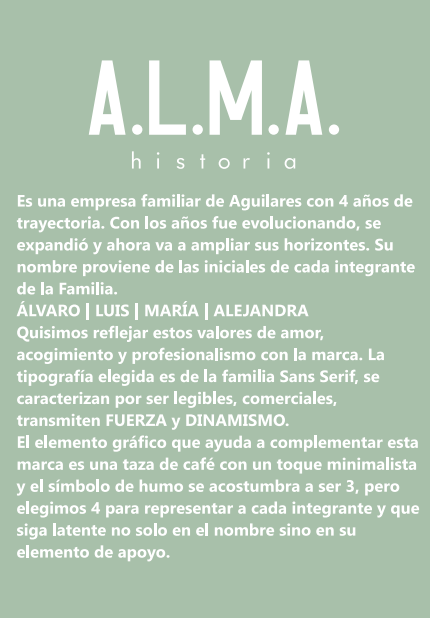 A.L.M.A.
historia
Es una empresa familiar de Aguilares con 4 años de
trayectoria. Con los años fue evolucionando, se
expandió y ahora va a ampliar sus horizontes. Su
nombre proviene de las iniciales de cada integrante
de la Familia.
ÁLVARO | LUIS | MARÍA | ALEJANDRA
Quisimos reflejar estos valores de amor,
acogimiento y profesionalismo con la marca. La
tipografía elegida es de la familia Sans Serif, se
caracterizan por ser legibles, comerciales,
transmiten FUERZA y DINAMISMO.
El elemento gráfico que ayuda a complementar esta
marca es una taza de café con un toque minimalista
y el símbolo de humo se acostumbra a ser 3, pero
elegimos 4 para representar a cada integrante y que
siga latente no solo en el nombre sino en su
elemento de apoyo.